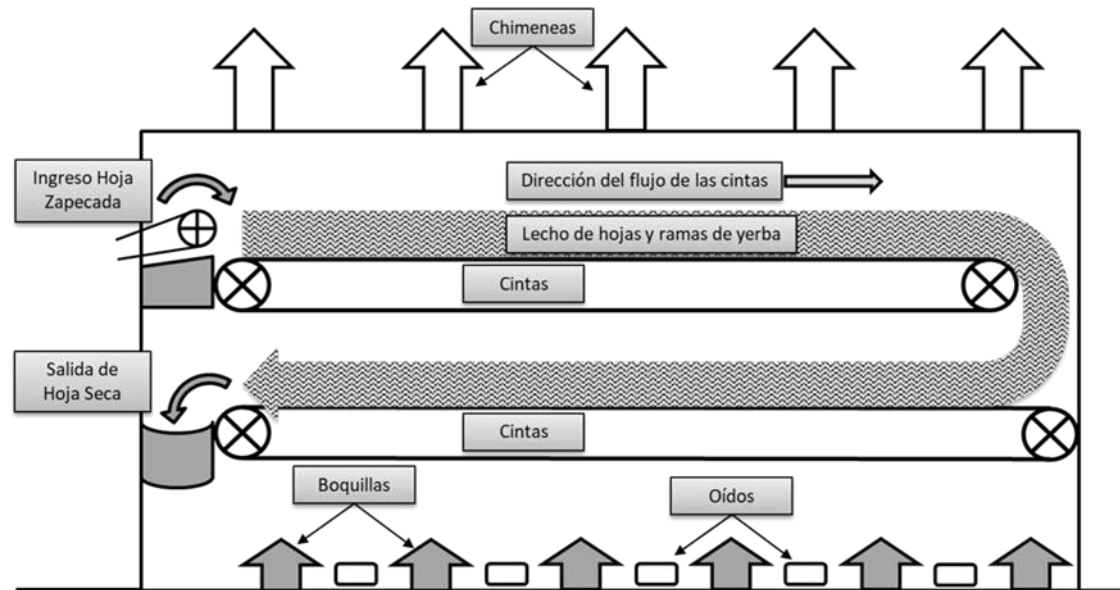 Chimeneas
Ingreso Hoja
Zapecada
Dirección del flujo de las cintas
Lecho de hojas y ramas de yerba
Cintas
Salida de
Hoja Seca
Cintas
Boquillas
Oídos